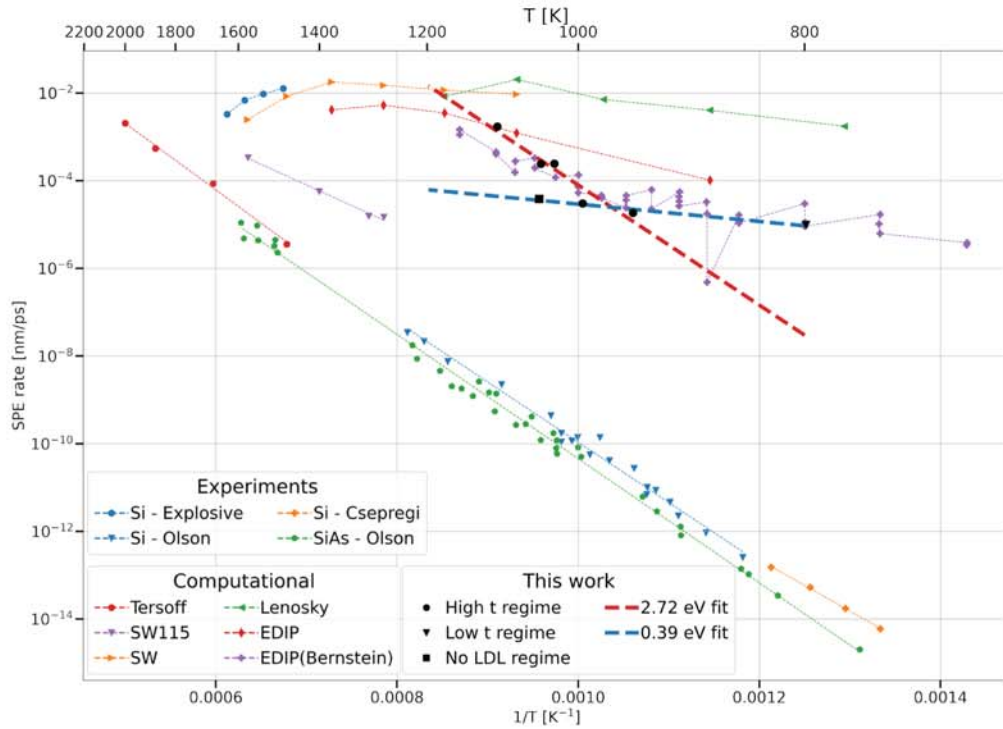 T [K]
2200 2000 1800 1600 1400 1200 1000 800
10⁻²
10⁻⁴
10⁻⁶
10⁻⁸
10⁻¹⁰
10⁻¹²
10⁻¹⁴
SPE rate [nm/ps]
Experiments
Si - Explosive
Si - Csepregi
Si - Olson
SiAs - Olson
Computational
Tersoff
Lenosky
SW115
EDIP
SW
EDIP(Bernstein)
This work
High t regime
2.72 eV fit
Low t regime
0.39 eV fit
No LDL regime
0.0006 0.0008 0.0010 0.0012 0.0014
1/T [K⁻¹]